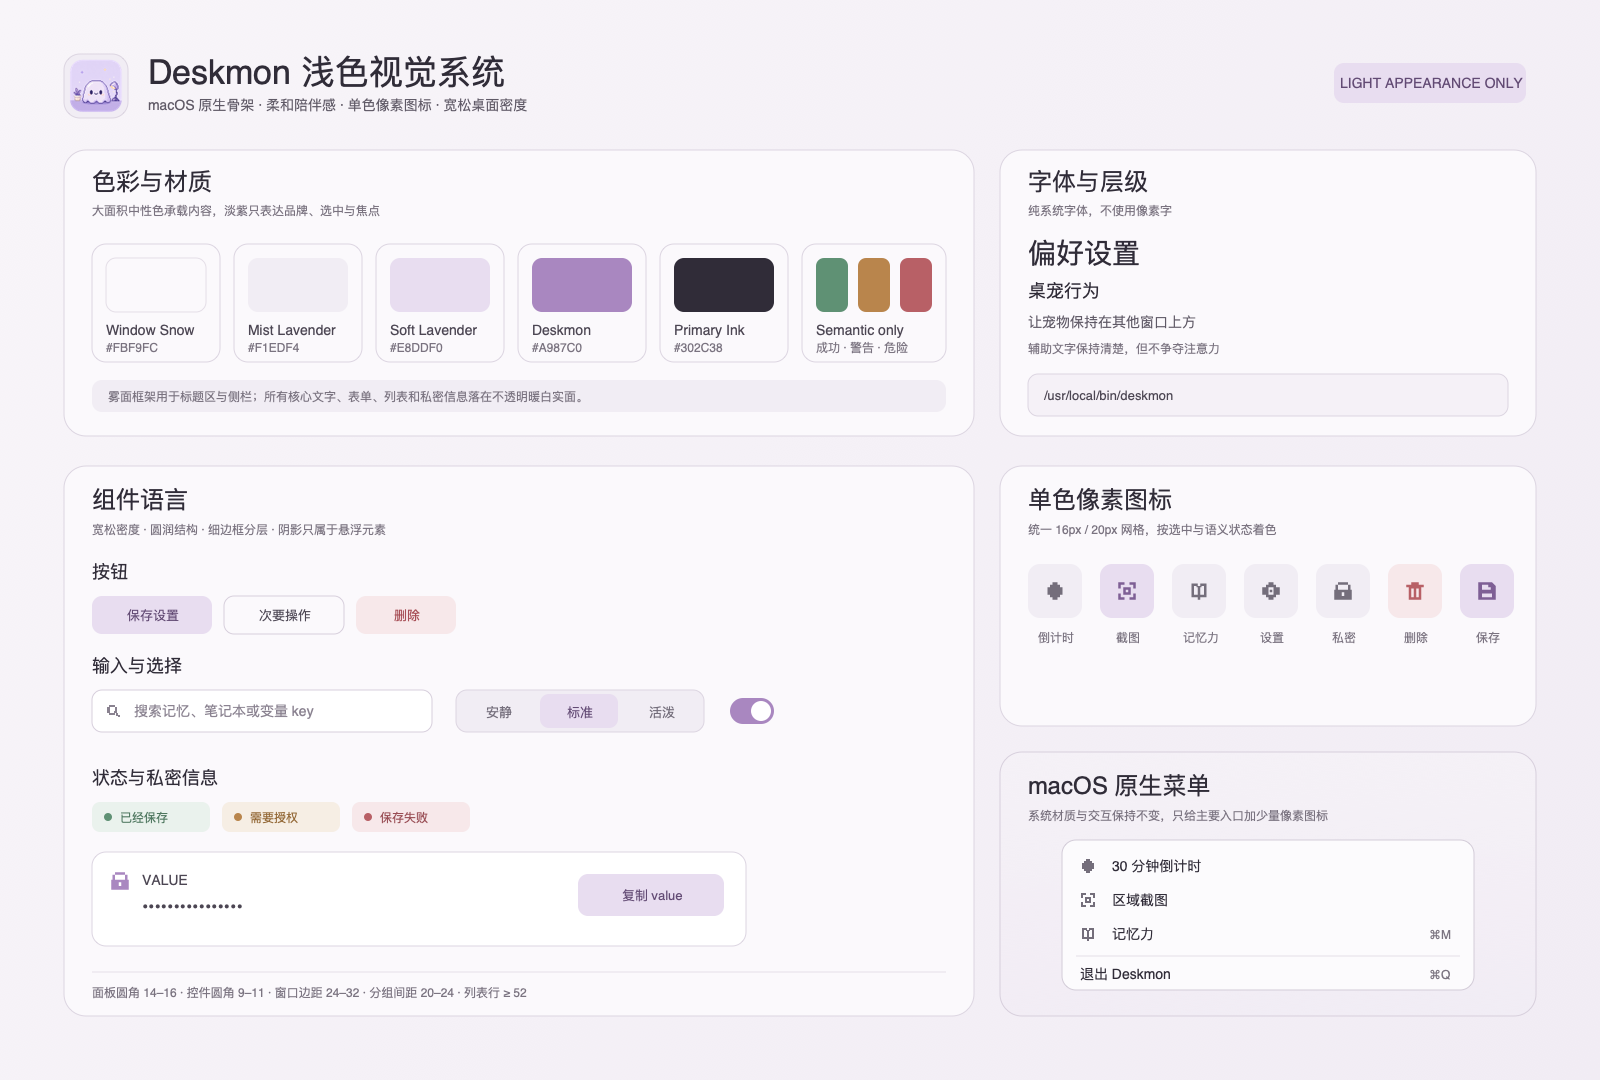 Deskmon 浅色视觉系统
macOS 原生骨架 · 柔和陪伴感 · 单色像素图标 · 宽松桌面密度
LIGHT APPEARANCE ONLY
色彩与材质
大面积中性色承载内容，淡紫只表达品牌、选中与焦点
Window Snow
#FBF9FC
Mist Lavender
#F1EDF4
Soft Lavender
#E8DDF0
Deskmon
#A987C0
Primary Ink
#302C38
Semantic only
成功 · 警告 · 危险
雾面框架用于标题区与侧栏；所有核心文字、表单、列表和私密信息落在不透明暖白实面。
字体与层级
纯系统字体，不使用像素字
偏好设置
桌宠行为
让宠物保持在其他窗口上方
辅助文字保持清楚，但不争夺注意力
/usr/local/bin/deskmon
组件语言
宽松密度 · 圆润结构 · 细边框分层 · 阴影只属于悬浮元素
按钮
保存设置
次要操作
删除
输入与选择
搜索记忆、笔记本或变量 key
安静
标准
活泼
状态与私密信息
已经保存
需要授权
保存失败
VALUE
••••••••••••••••
复制 value
面板圆角 14–16 · 控件圆角 9–11 · 窗口边距 24–32 · 分组间距 20–24 · 列表行 ≥ 52
单色像素图标
统一 16px / 20px 网格，按选中与语义状态着色
倒计时
截图
记忆力
设置
私密
删除
保存
macOS 原生菜单
系统材质与交互保持不变，只给主要入口加少量像素图标
30 分钟倒计时
区域截图
记忆力 ⌘M
退出 Deskmon ⌘Q